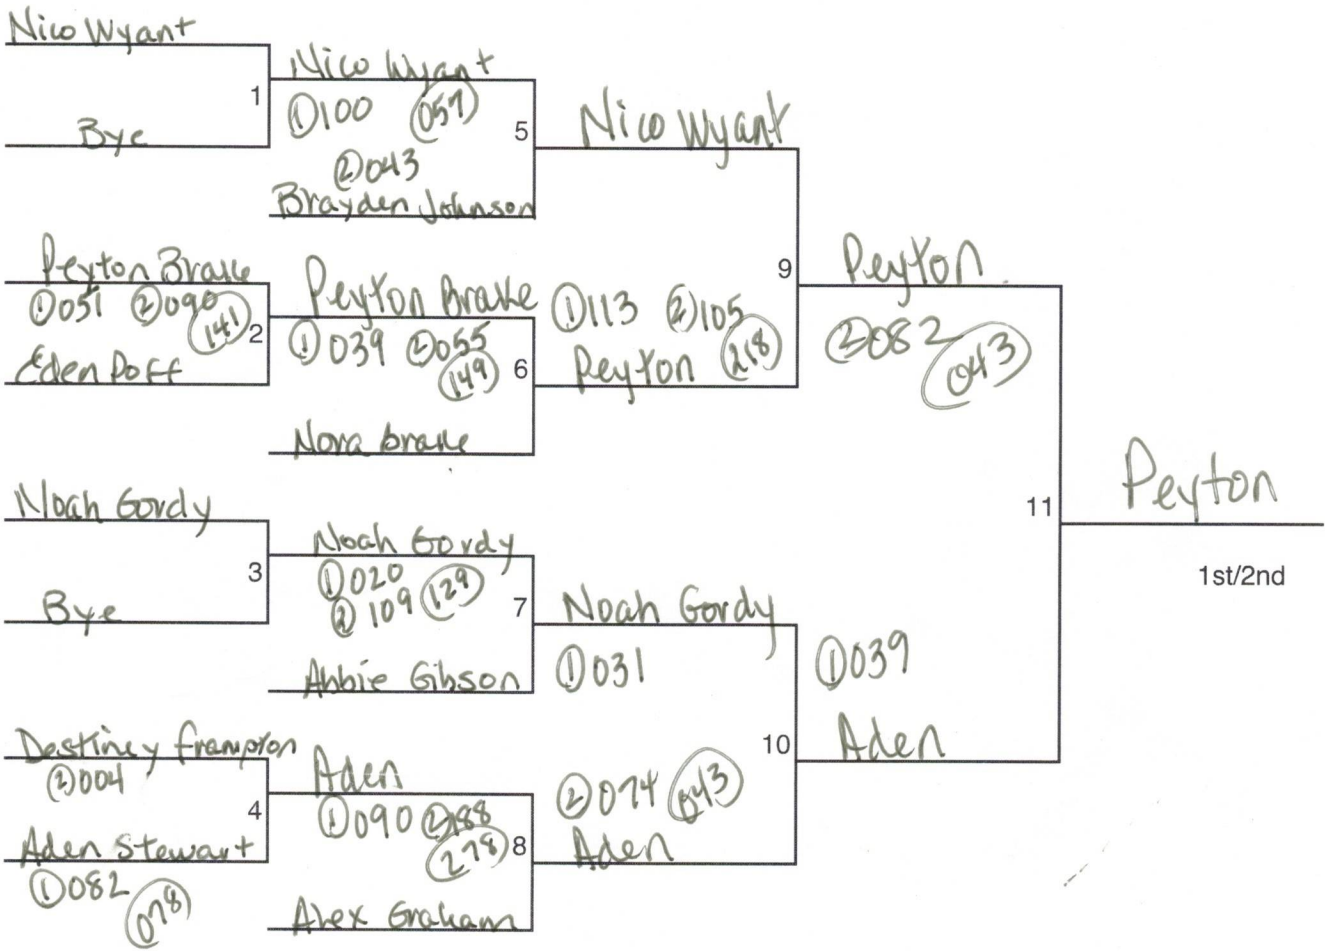 Nico Wyant
1
Bye
Nico Wyant
①100 057
②043
5
Brayden Johnson
Nico Wyant
Peyton Brake
①051 ②090
141
2
Eden Poff
Peyton Brake
① 039 ②055
149
6
Nora brake
①113 ②105
Peyton 218
9
Peyton
②082
043
Noah Gordy
3
Bye
Noah Gordy
①020
② 109 129
7
Abbie Gibson
Noah Gordy
①031
Destiney frampton
②004
4
Aden Stewart
①082
078
Aden
①090 ②188
278
8
Alex Graham
②074 043
Aden
10
①039
Aden
11
Peyton
1st/2nd